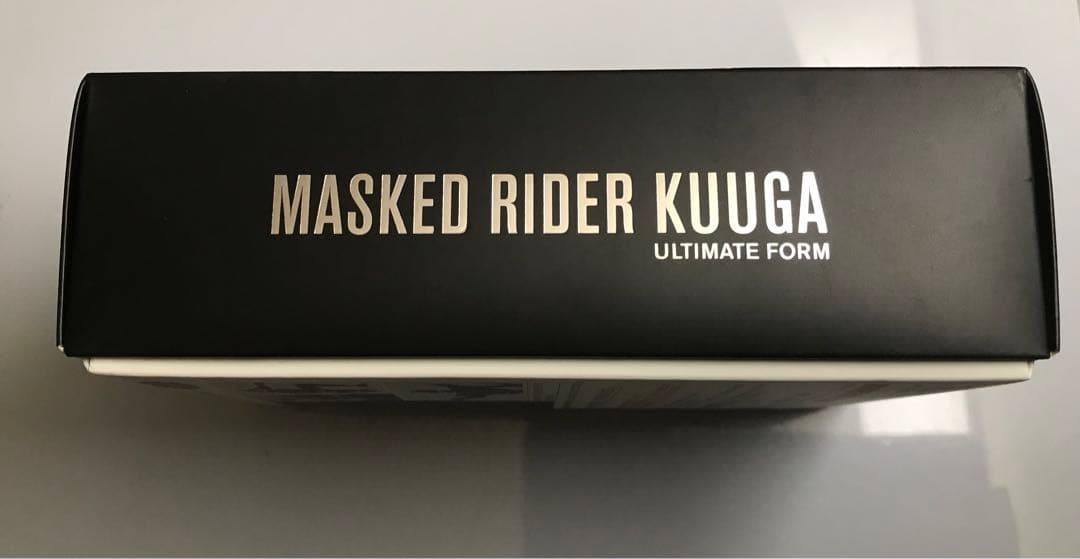 MASKED RIDER KUUGA
ULTIMATE FORM